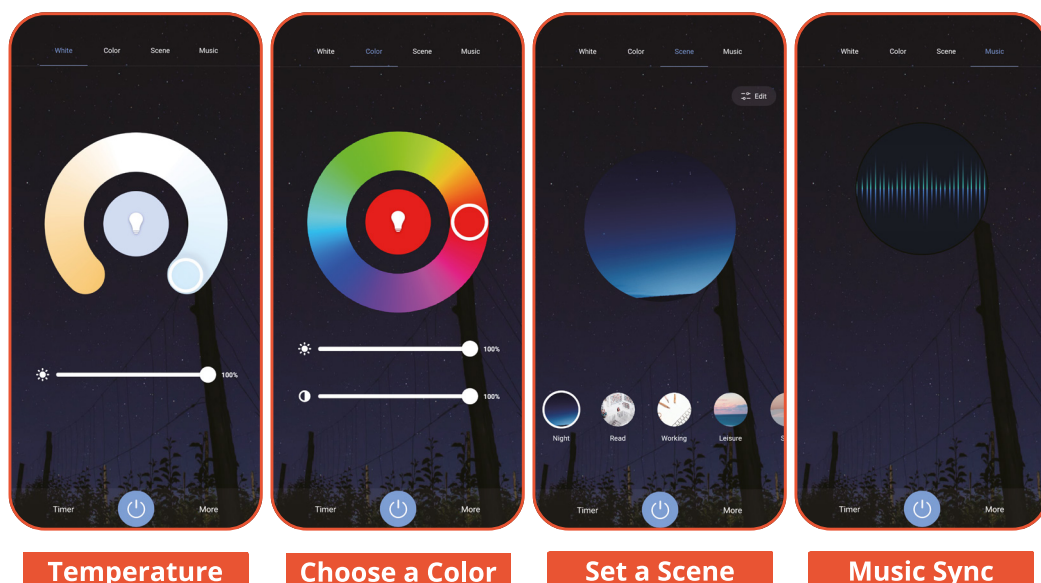 White Color Scene Music
100%
Timer More
Temperature
White Color Scene Music
100%
100%
Timer More
Choose a Color
White Color Scene Music
Edit
Night Read Working Leisure
Timer More
Set a Scene
White Color Scene Music
Timer More
Music Sync